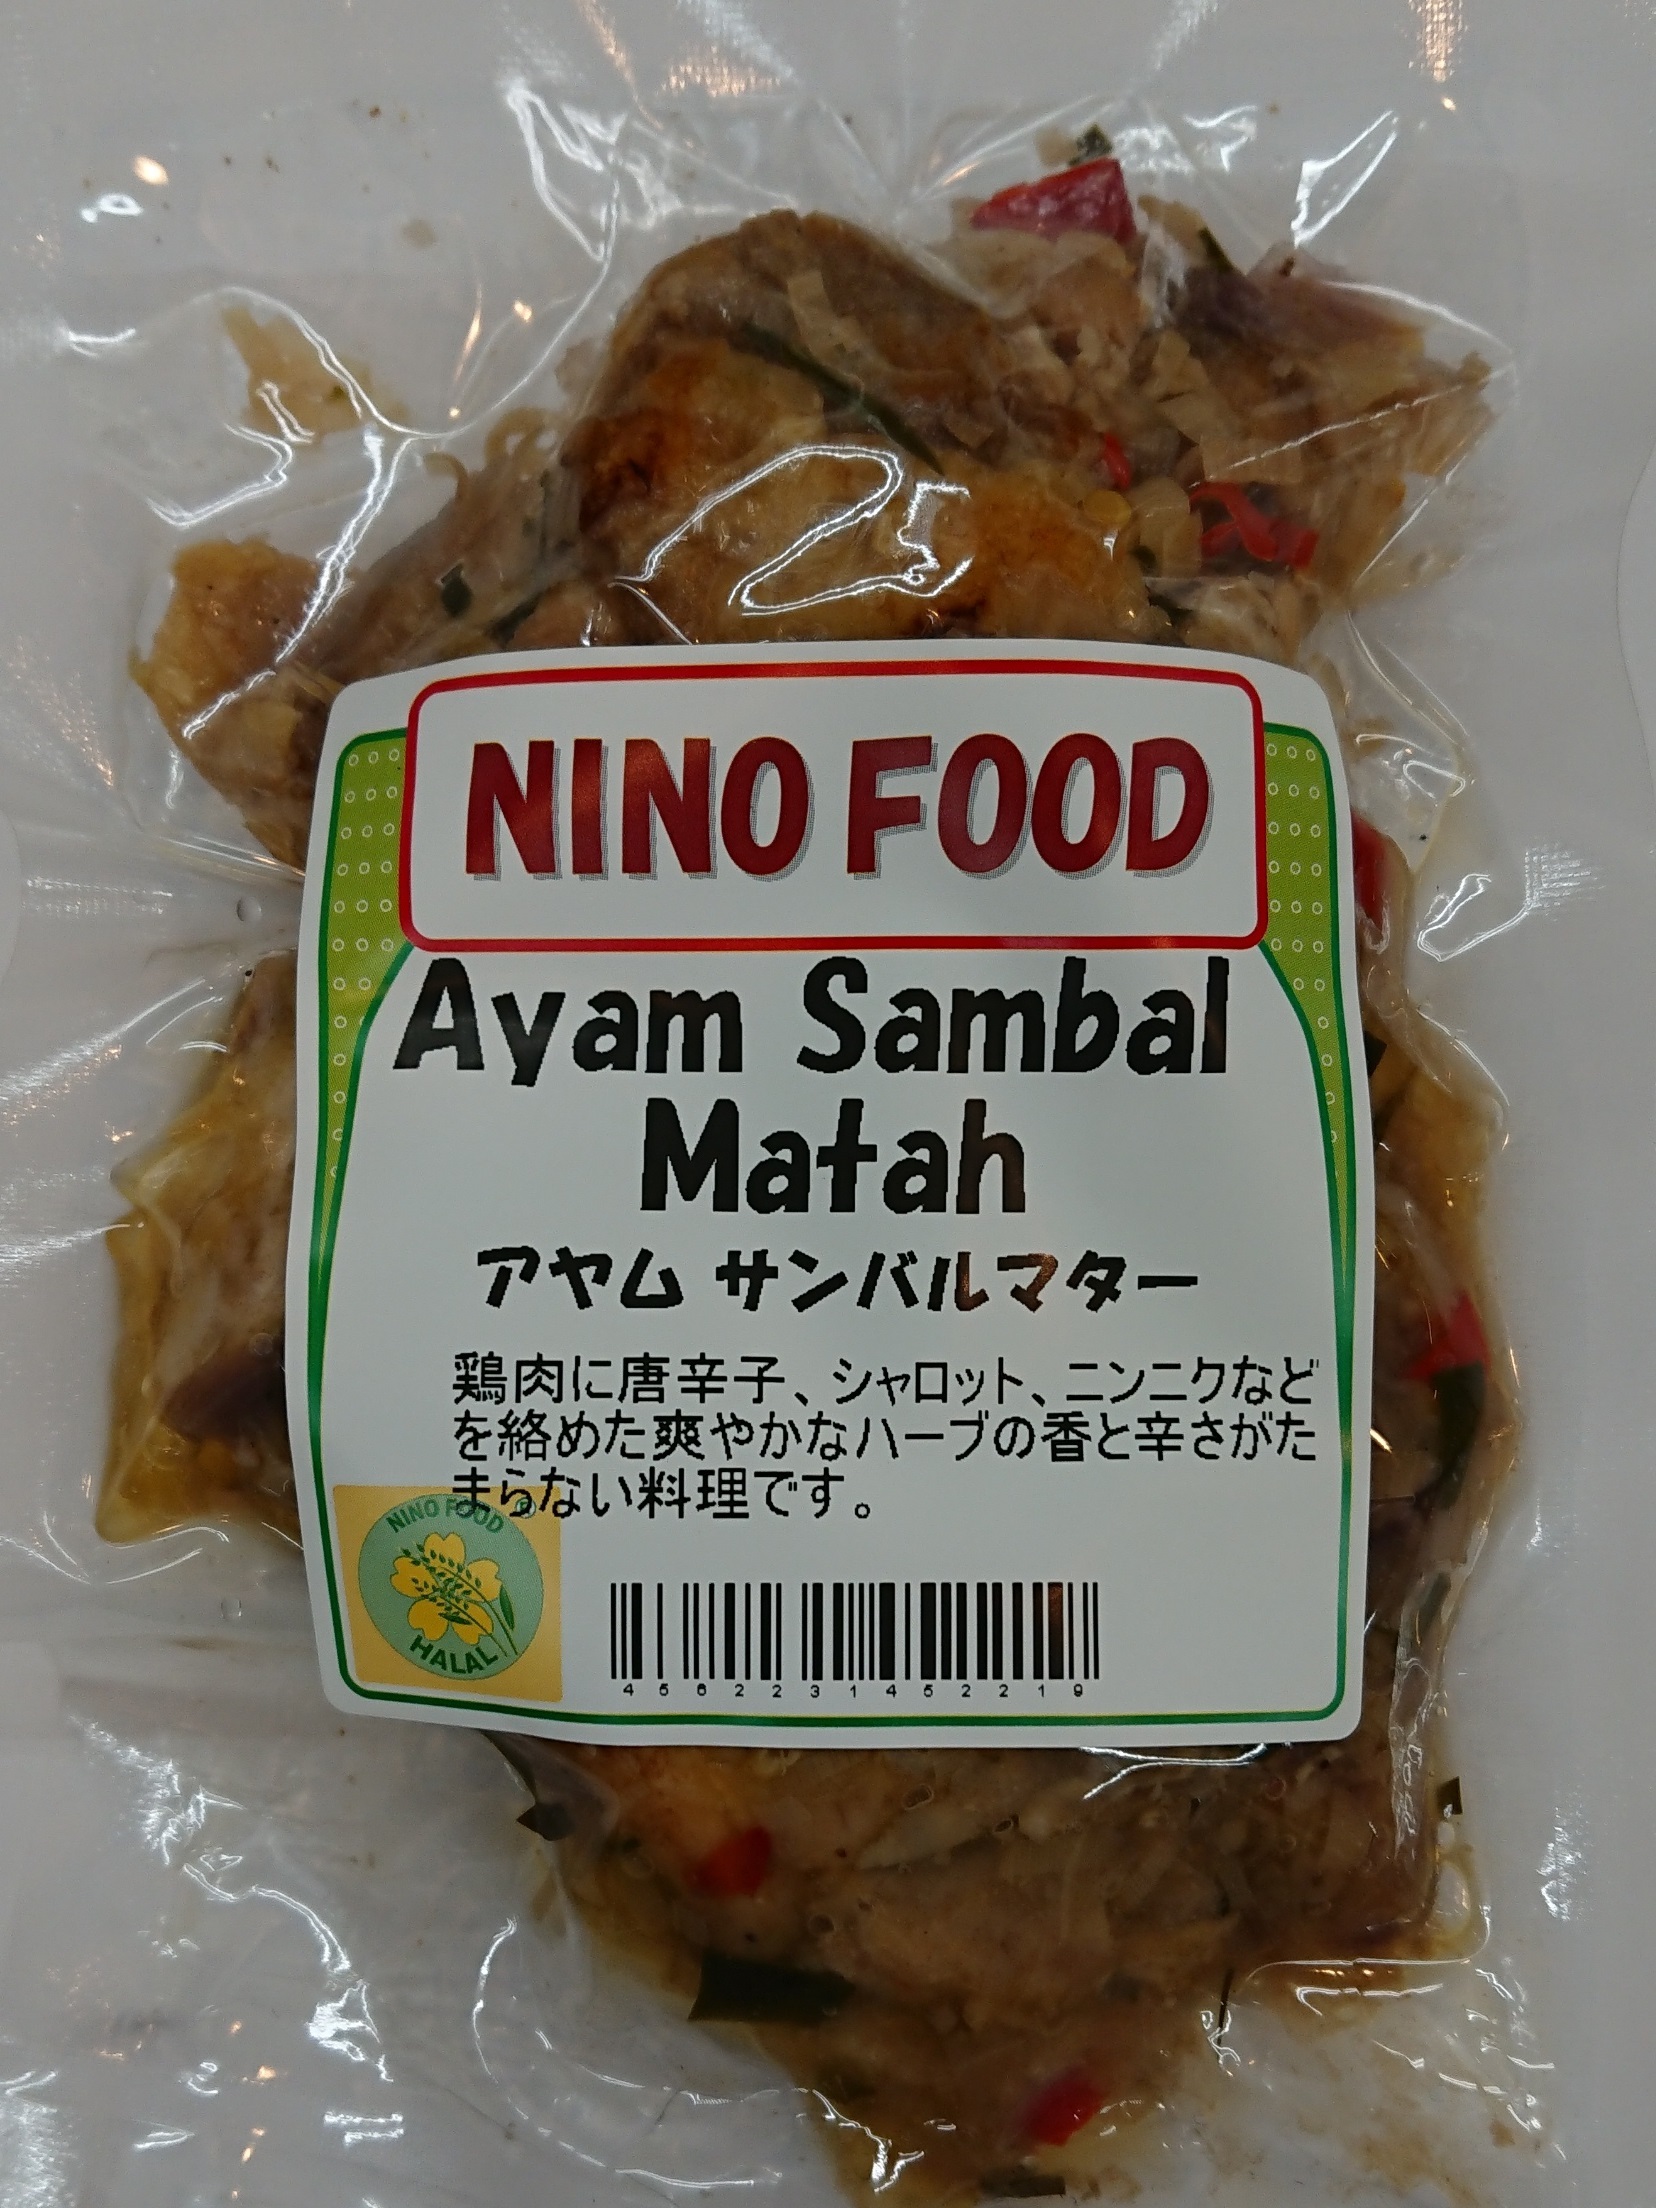 NINO FOOD
Ayam Sambal
Matah
アヤム サンバルマター
鶏肉に唐辛子、シャロット、ニンニクなど
を絡めた爽やかなハーブの香と辛さがた
まらない料理です。
NINO FOOD ®
HALAL
4562231452219